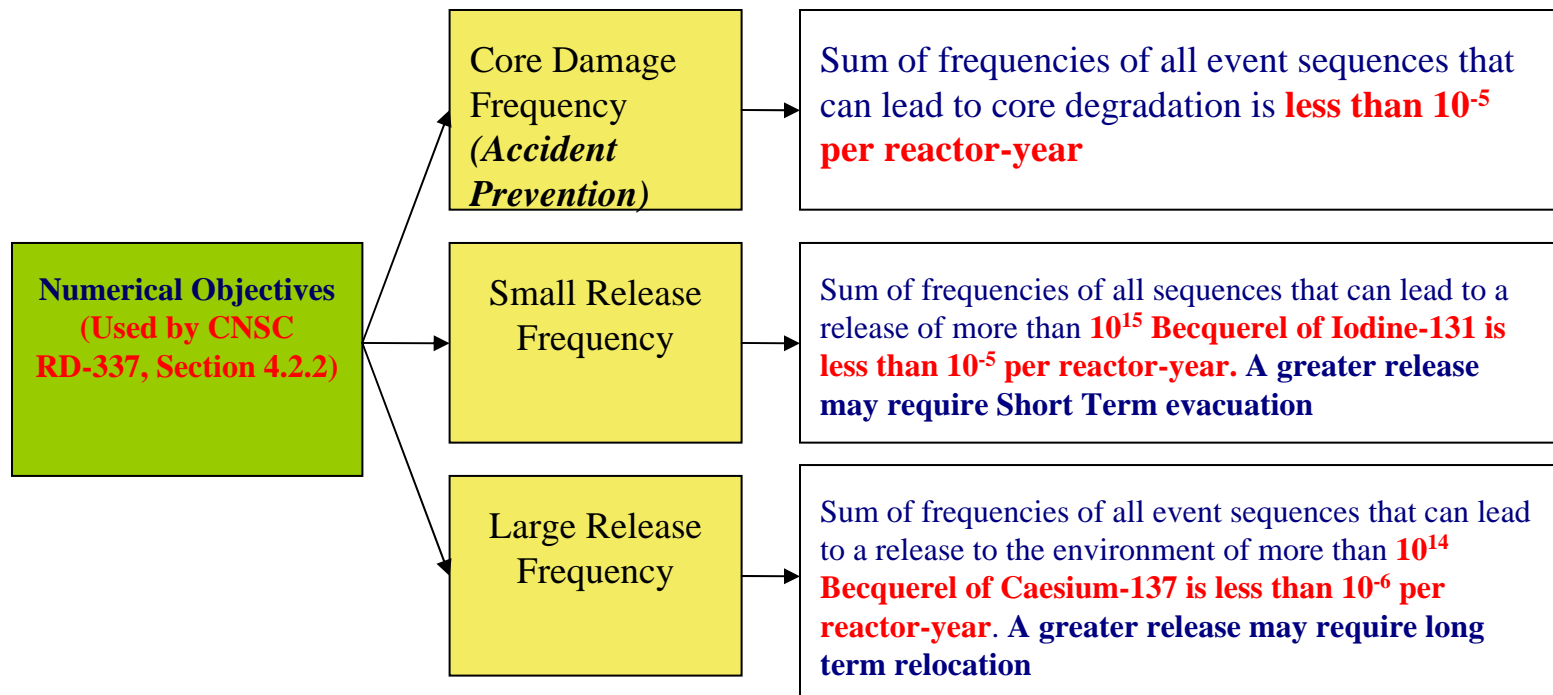 Numerical Objectives
(Used by CNSC
RD-337, Section 4.2.2)
Core Damage
Frequency
(Accident
Prevention)
Sum of frequencies of all event sequences that
can lead to core degradation is less than 10⁻⁵
per reactor-year
Small Release
Frequency
Sum of frequencies of all sequences that can lead to a
release of more than 10¹⁵ Becquerel of Iodine-131 is
less than 10⁻⁵ per reactor-year. A greater release
may require Short Term evacuation
Large Release
Frequency
Sum of frequencies of all event sequences that can lead
to a release to the environment of more than 10¹⁴
Becquerel of Caesium-137 is less than 10⁻⁶ per
reactor-year. A greater release may require long
term relocation